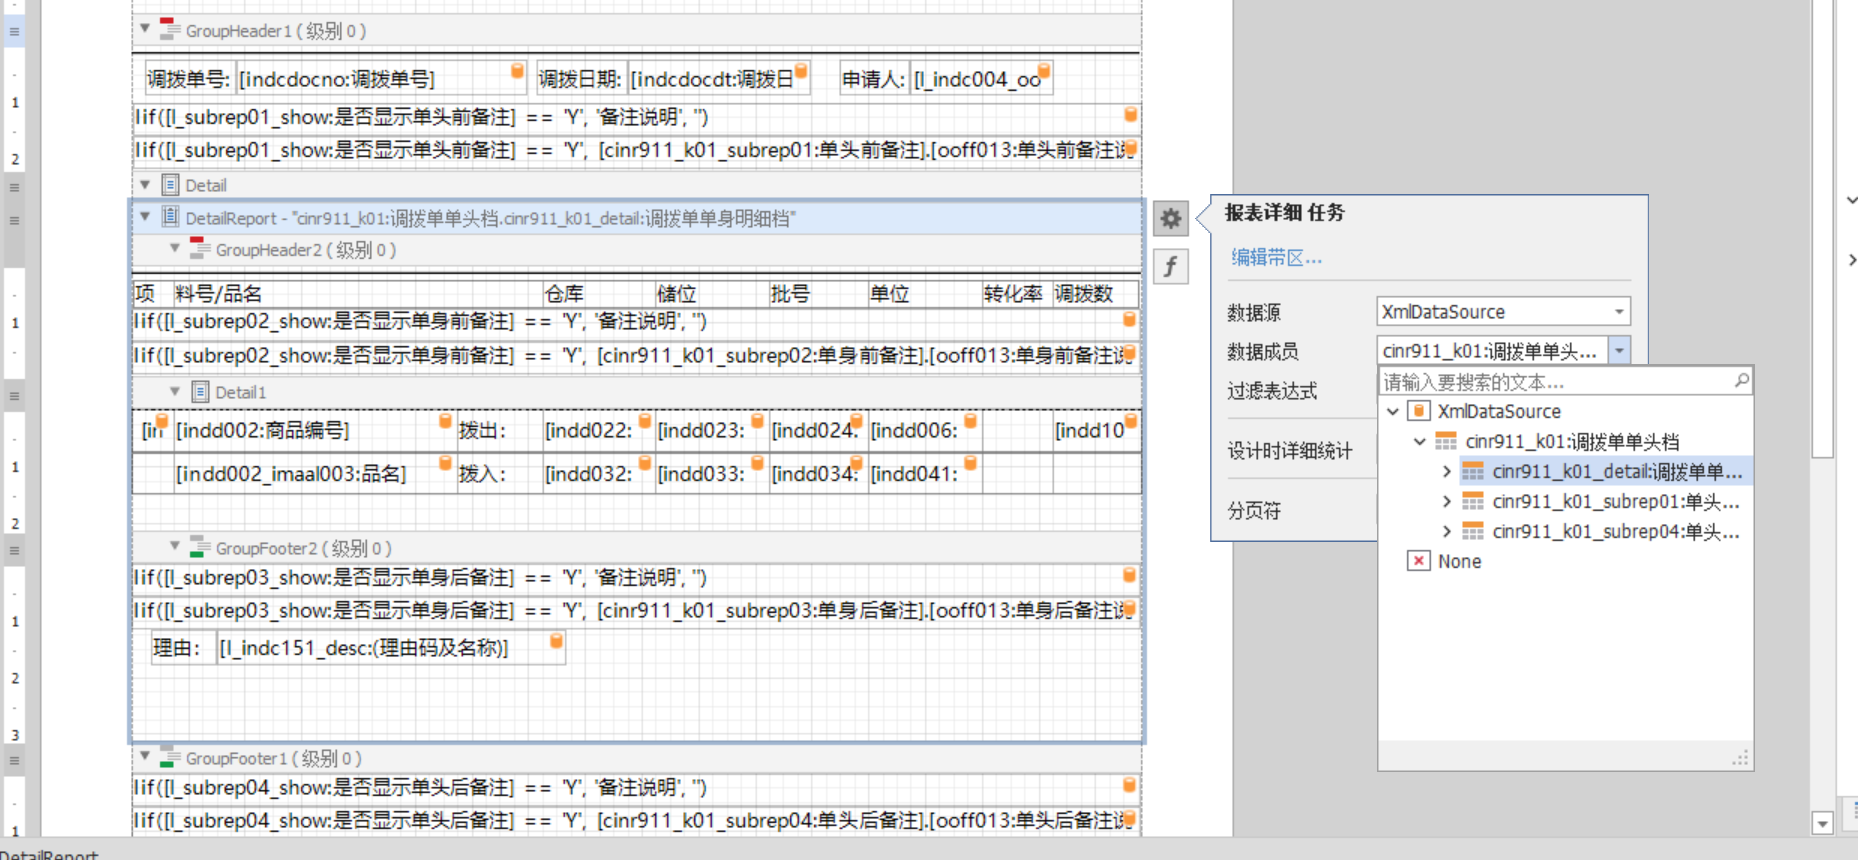 GroupHeader1 ( 级别 0 )
调拨单号: [indcdocno:调拨单号] 调拨日期: [indcdocdt:调拨日 申请人: [l_indc004_oo
Iif([l_subrep01_show:是否显示单头前备注] == 'Y', '备注说明', '')
Iif([l_subrep01_show:是否显示单头前备注] == 'Y', [cinr911_k01_subrep01:单头前备注].[ooff013:单头前备注说
Detail
DetailReport - "cinr911_k01:调拨单单头档.cinr911_k01_detail:调拨单单身明细档"
GroupHeader2 ( 级别 0 )
项 料号/品名 仓库 储位 批号 单位 转化率 调拨数
Iif([l_subrep02_show:是否显示单身前备注] == 'Y', '备注说明', '')
Iif([l_subrep02_show:是否显示单身前备注] == 'Y', [cinr911_k01_subrep02:单身前备注].[ooff013:单身前备注说
Detail1
[in [indd002:商品编号] 拨出: [indd022: [indd023: [indd024: [indd006: [indd10
[indd002_imaal003:品名] 拨入: [indd032: [indd033: [indd034: [indd041:
GroupFooter2 ( 级别 0 )
Iif([l_subrep03_show:是否显示单身后备注] == 'Y', '备注说明', '')
Iif([l_subrep03_show:是否显示单身后备注] == 'Y', [cinr911_k01_subrep03:单身后备注].[ooff013:单身后备注说
理由: [l_indc151_desc:(理由码及名称)]
GroupFooter1 ( 级别 0 )
Iif([l_subrep04_show:是否显示单头后备注] == 'Y', '备注说明', '')
Iif([l_subrep04_show:是否显示单头后备注] == 'Y', [cinr911_k01_subrep04:单头后备注].[ooff013:单头后备注说
1
2
1
1
2
1
2
3
1
报表详细 任务
编辑带区...
数据源 XmlDataSource
数据成员 cinr911_k01:调拨单单头...
过滤表达式
设计时详细统计
分页符
请输入要搜索的文本...
XmlDataSource
cinr911_k01:调拨单单头档
cinr911_k01_detail:调拨单单...
cinr911_k01_subrep01:单头...
cinr911_k01_subrep04:单头...
None
DetailReport